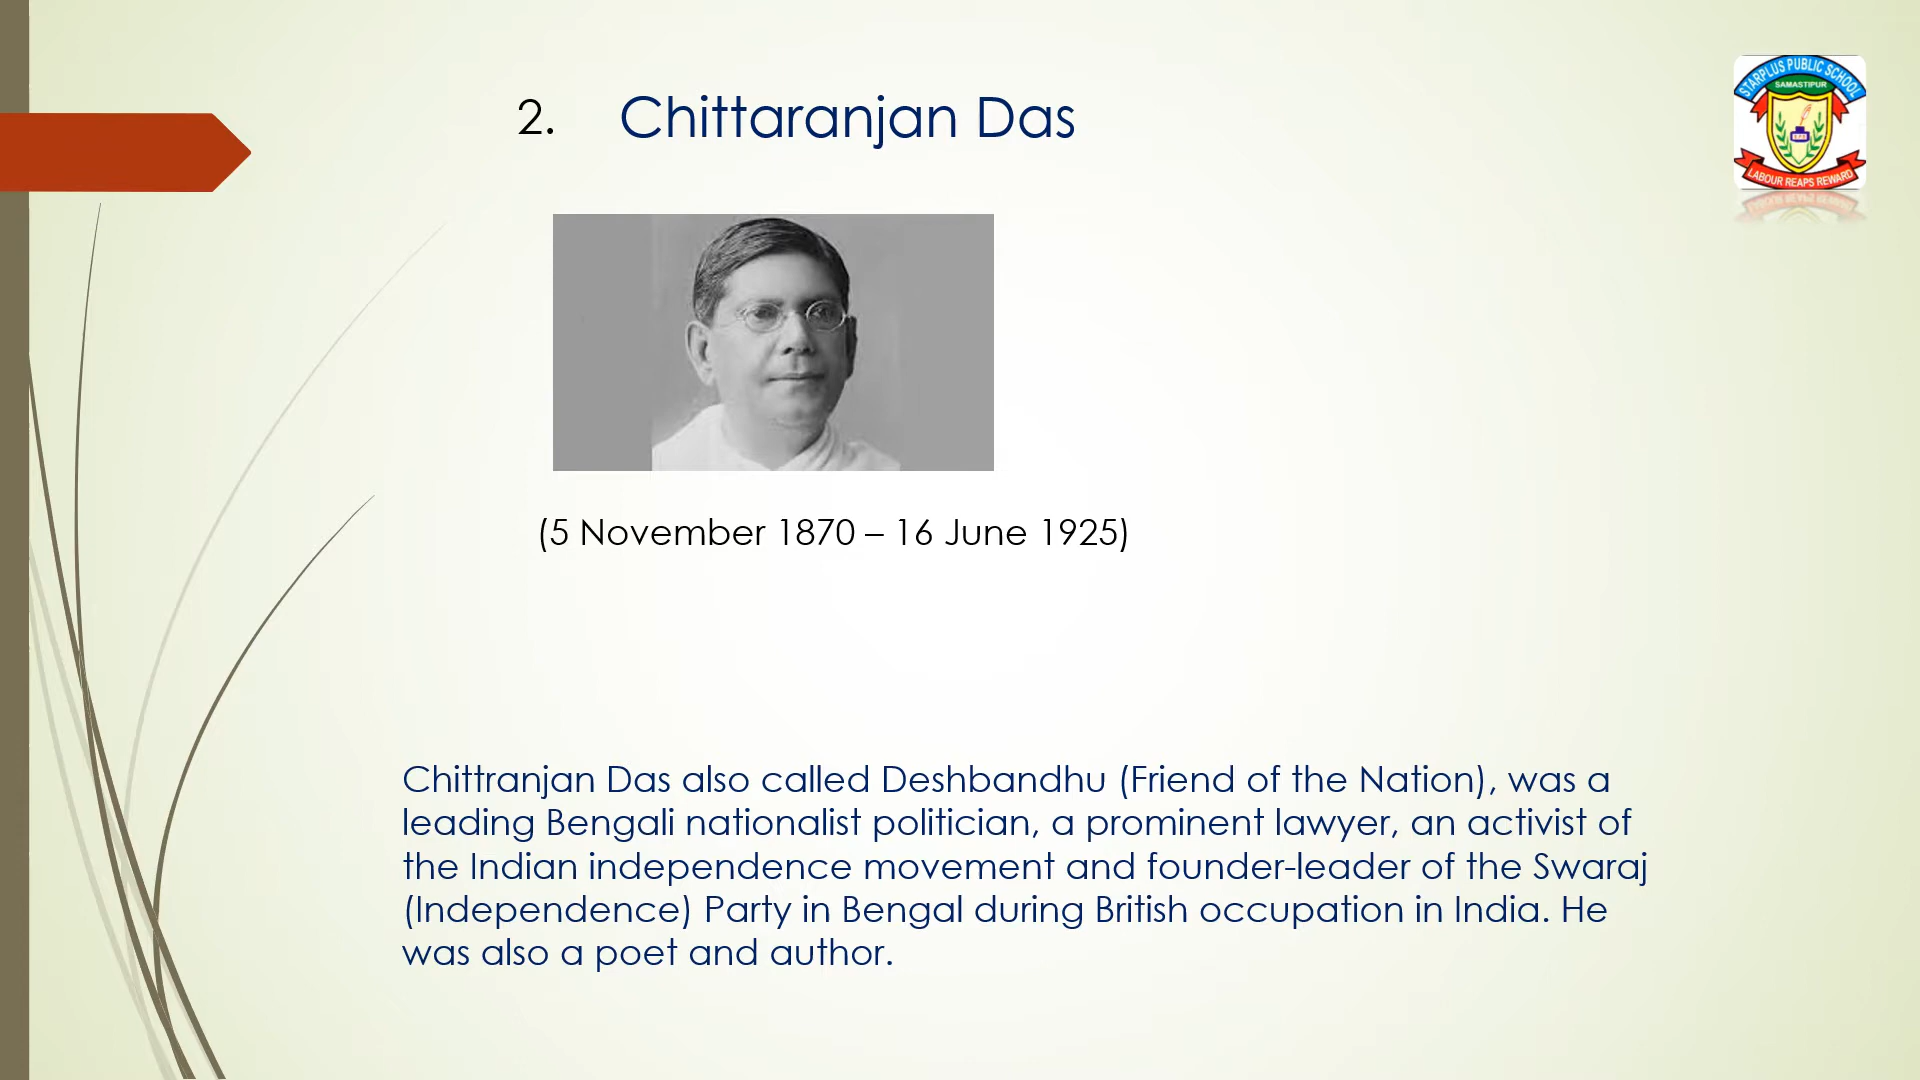 2. Chittaranjan Das
STARPLUS PUBLIC SCHOOL
SAMASTIPUR
LABOUR REAPS REWARD
(5 November 1870 – 16 June 1925)
Chittranjan Das also called Deshbandhu (Friend of the Nation), was a
leading Bengali nationalist politician, a prominent lawyer, an activist of
the Indian independence movement and founder-leader of the Swaraj
(Independence) Party in Bengal during British occupation in India. He
was also a poet and author.